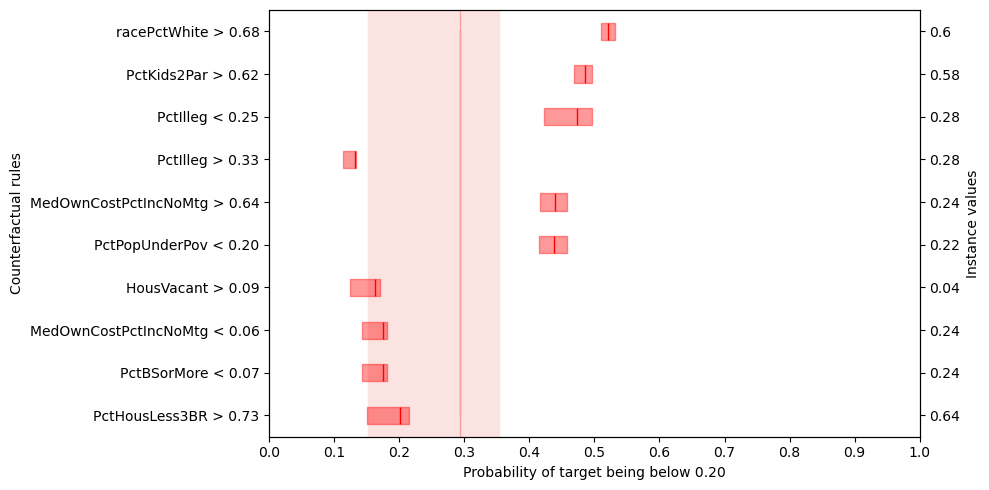 racePctWhite > 0.68 0.6
PctKids2Par > 0.62 0.58
PctIlleg < 0.25 0.28
PctIlleg > 0.33 0.28
MedOwnCostPctIncNoMtg > 0.64 0.24
PctPopUnderPov < 0.20 0.22
HousVacant > 0.09 0.04
MedOwnCostPctIncNoMtg < 0.06 0.24
PctBSorMore < 0.07 0.24
PctHousLess3BR > 0.73 0.64
Counterfactual rules
Instance values
0.0 0.1 0.2 0.3 0.4 0.5 0.6 0.7 0.8 0.9 1.0
Probability of target being below 0.20